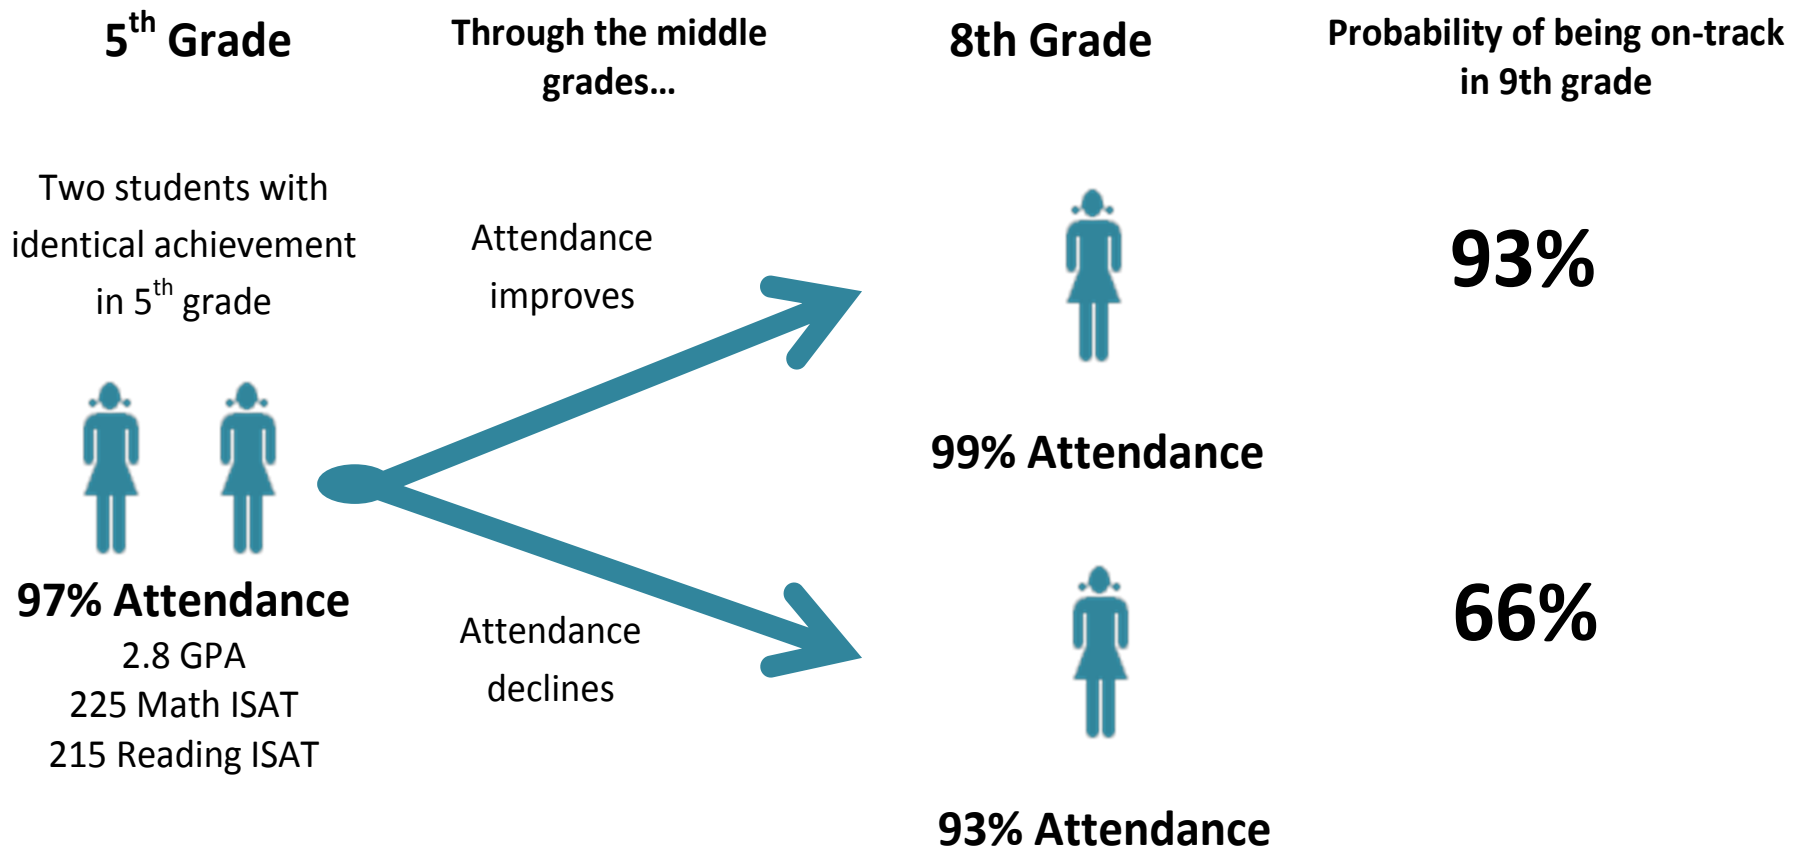 5th Grade
Through the middle
grades…
8th Grade
Probability of being on-track
in 9th grade
Two students with
identical achievement
in 5th grade
Attendance
improves
93%
99% Attendance
97% Attendance
2.8 GPA
225 Math ISAT
215 Reading ISAT
Attendance
declines
66%
93% Attendance